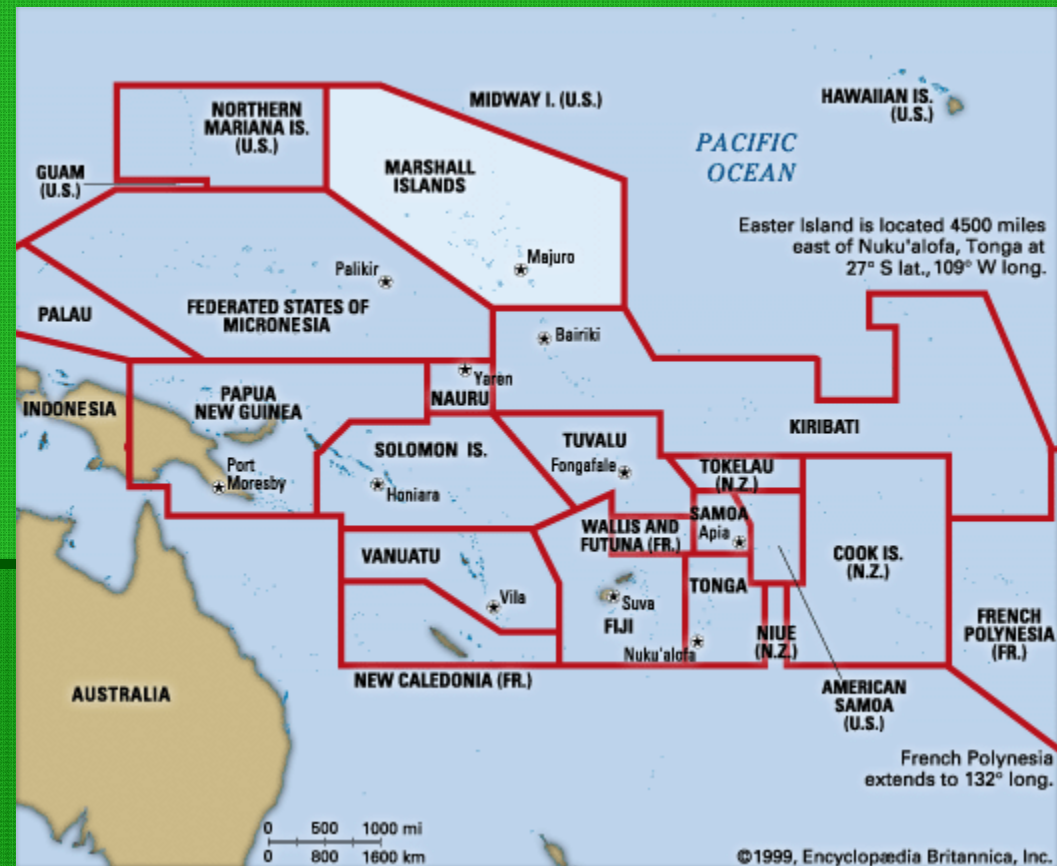 MIDWAY I. (U.S.)
HAWAIIAN IS.
(U.S.)
NORTHERN
MARIANA IS.
(U.S.)
PACIFIC
OCEAN
GUAM
(U.S.)
MARSHALL
ISLANDS
Easter Island is located 4500 miles
east of Nuku'alofa, Tonga at
27° S lat., 109° W long.
Majuro
Palikir
FEDERATED STATES OF
MICRONESIA
PALAU
Bairiki
Yaren
NAURU
PAPUA
NEW GUINEA
INDONESIA
KIRIBATI
SOLOMON IS.
TUVALU
Fongafale
TOKELAU
(N.Z.)
Port
Moresby
Honiara
SAMOA
Apia
WALLIS AND
FUTUNA (FR.)
VANUATU
COOK IS.
(N.Z.)
TONGA
Vila
Suva
FIJI
Nuku'alofa
NIUE
(N.Z.)
FRENCH
POLYNESIA
(FR.)
NEW CALEDONIA (FR.)
AMERICAN
SAMOA
(U.S.)
AUSTRALIA
French Polynesia
extends to 132° long.
0 500 1000 mi
0 800 1600 km
©1999, Encyclopædia Britannica, Inc.